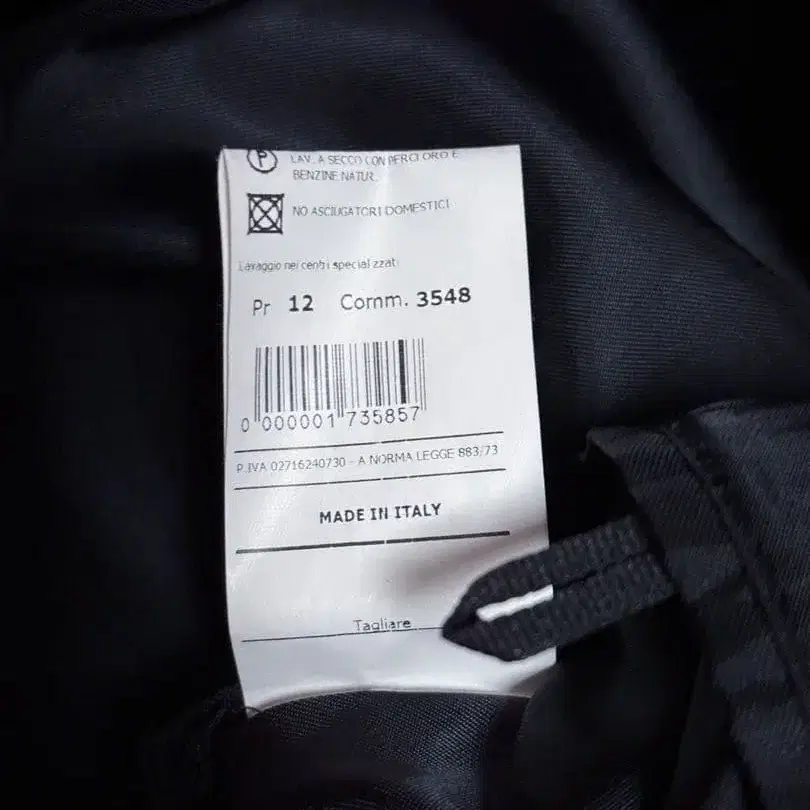 P LAV. A SECCO CON PERCLORO E
BENZINE NATUR.
NO ASCIUGATORI DOMESTICI
Lavaggio nei centri specializzati
Pr 12 Comm. 3548
0 000001 735857
P.IVA 02716240730 - A NORMA LEGGE 883/73
MADE IN ITALY
Tagliare